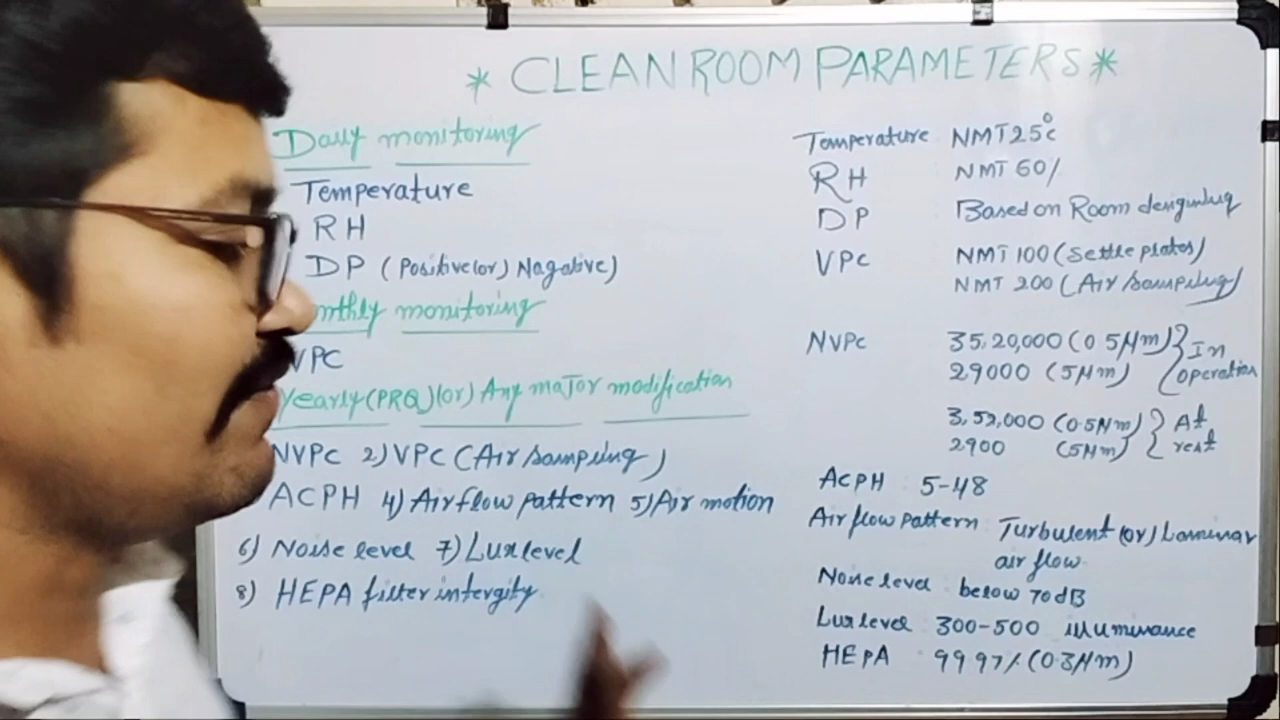 * CLEAN ROOM PARAMETERS *
Daily monitoring
Temperature
RH
DP (Positive(or) Nagative)
nthly monitoring
VPC
Yearly(PRQ)(or) Any major modification
NVPC 2) VPC (Air sampling)
ACPH 4) Airflow pattern 5) Air motion
6) Noise level 7) Lux level
8) HEPA filter intergity
Temperature NMT 25°c
RH NMT 60%
DP Based on Room
VPC NMT 100 (Settle plates)
NMT 200 (Air sampling)
NVPC 35,20,000 (0.5µm) } In
29000 (5µm) operation
3,52,000 (0.5µm) } At
2900 (5µm) rest
ACPH 5-48
Air flow pattern Turbulent (or) Laminar
air flow
Noise level below 70dB
Lux level 300-500 illuminance
HEPA 99.97% (0.3µm)